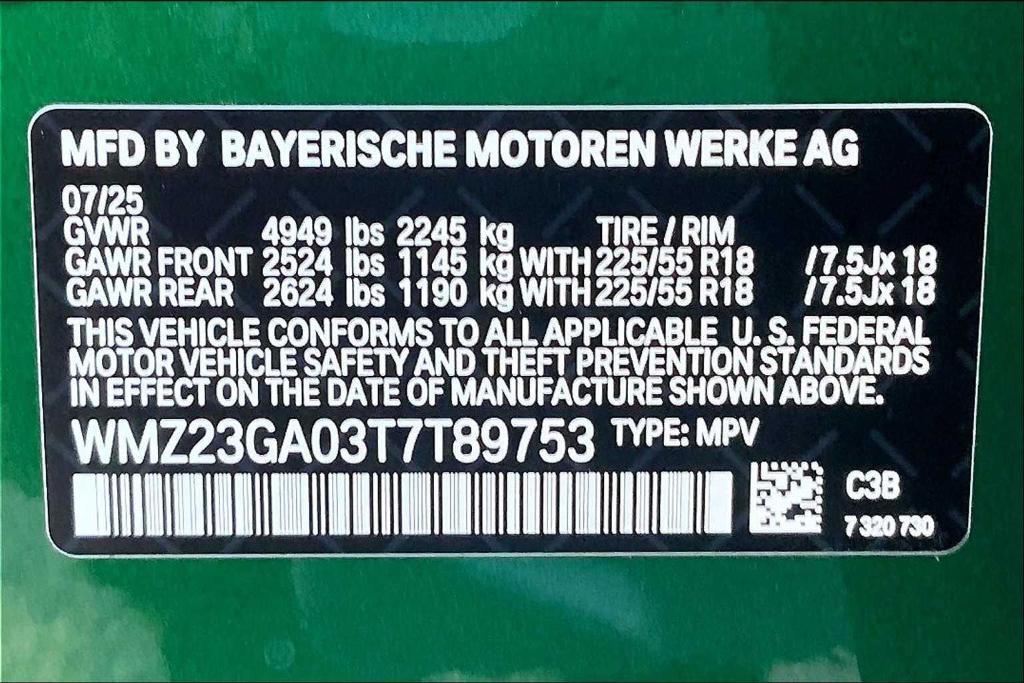 MFD BY BAYERISCHE MOTOREN WERKE AG
07/25
GVWR 4949 lbs 2245 kg TIRE / RIM
GAWR FRONT 2524 lbs 1145 kg WITH 225/55 R18 /7.5Jx 18
GAWR REAR 2624 lbs 1190 kg WITH 225/55 R18 /7.5Jx 18
THIS VEHICLE CONFORMS TO ALL APPLICABLE U. S. FEDERAL
MOTOR VEHICLE SAFETY AND THEFT PREVENTION STANDARDS
IN EFFECT ON THE DATE OF MANUFACTURE SHOWN ABOVE.
WMZ23GA03T7T89753 TYPE: MPV
C3B
7 320 730